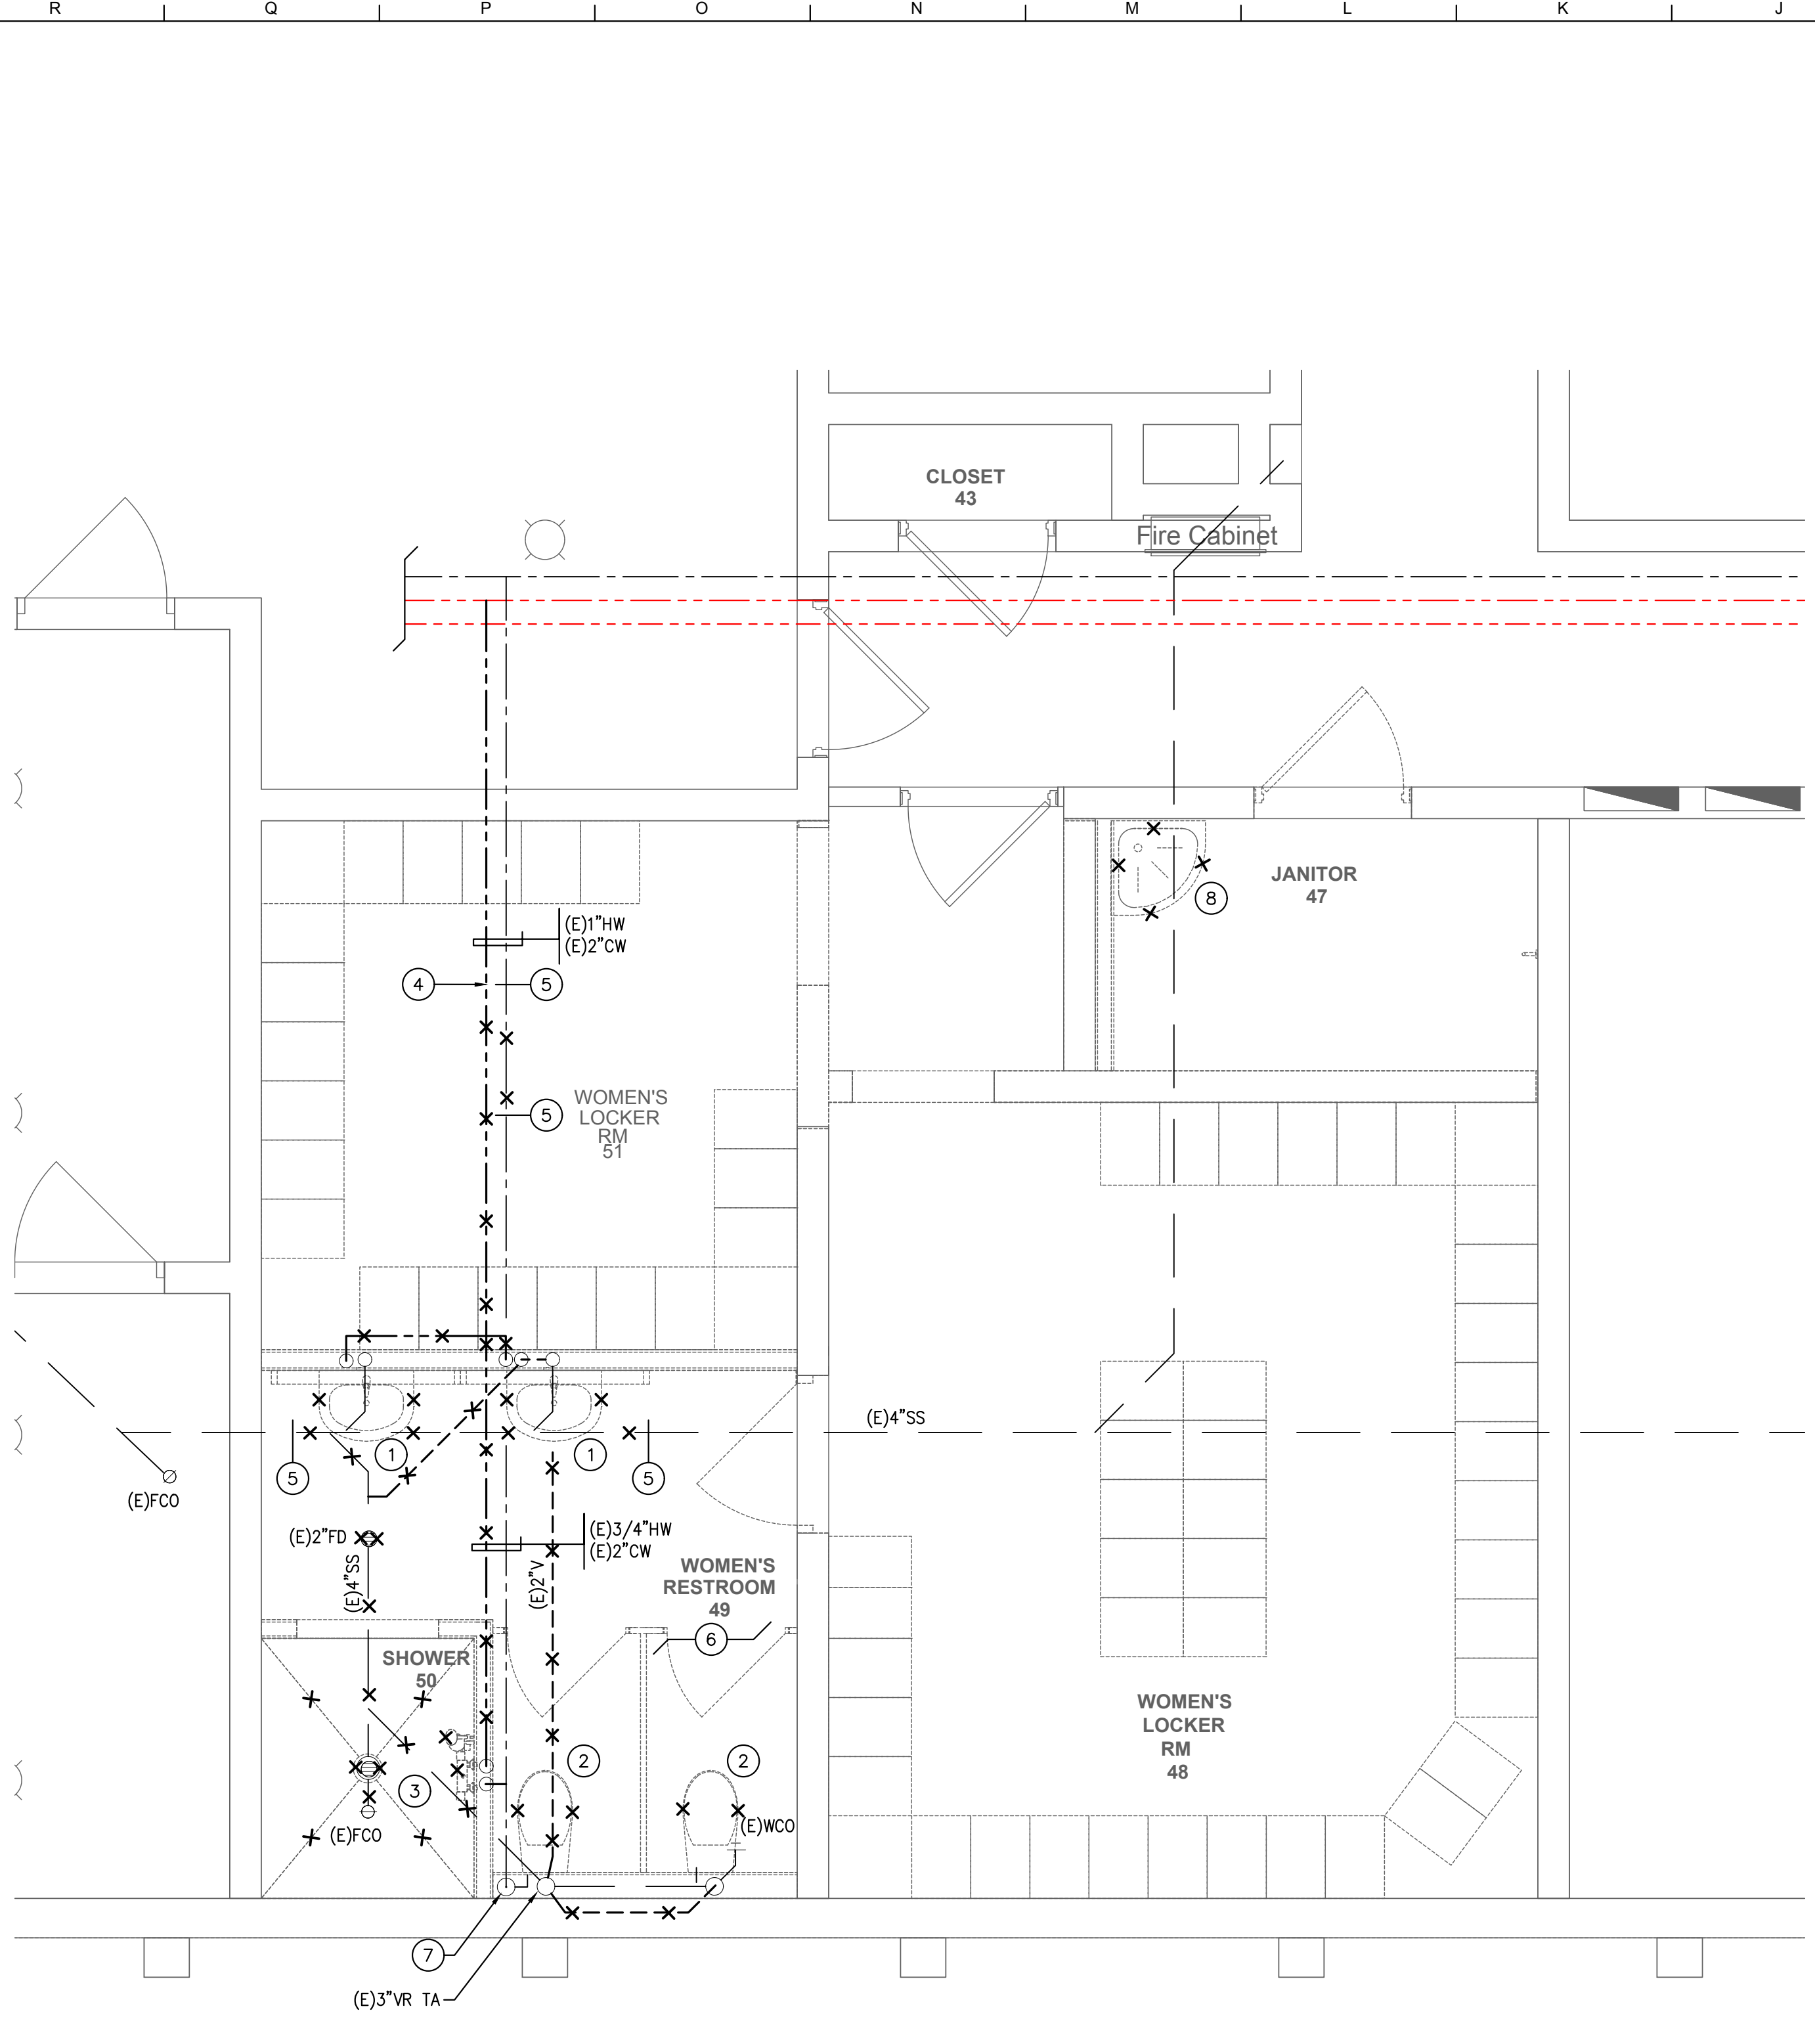 R Q P O N M L K J
CLOSET
43
Fire Cabinet
JANITOR
47
8
(E)1"HW
(E)2"CW
4
5
5
WOMEN'S
LOCKER
RM
51
(E)4"SS
1
1
5
5
(E)FCO
(E)2"FD
(E)4"SS
(E)3/4"HW
(E)2"CW
(E)2"V
WOMEN'S
RESTROOM
49
6
SHOWER
50
WOMEN'S
LOCKER
RM
48
2
2
3
(E)FCO
(E)WCO
7
(E)3"VR TA